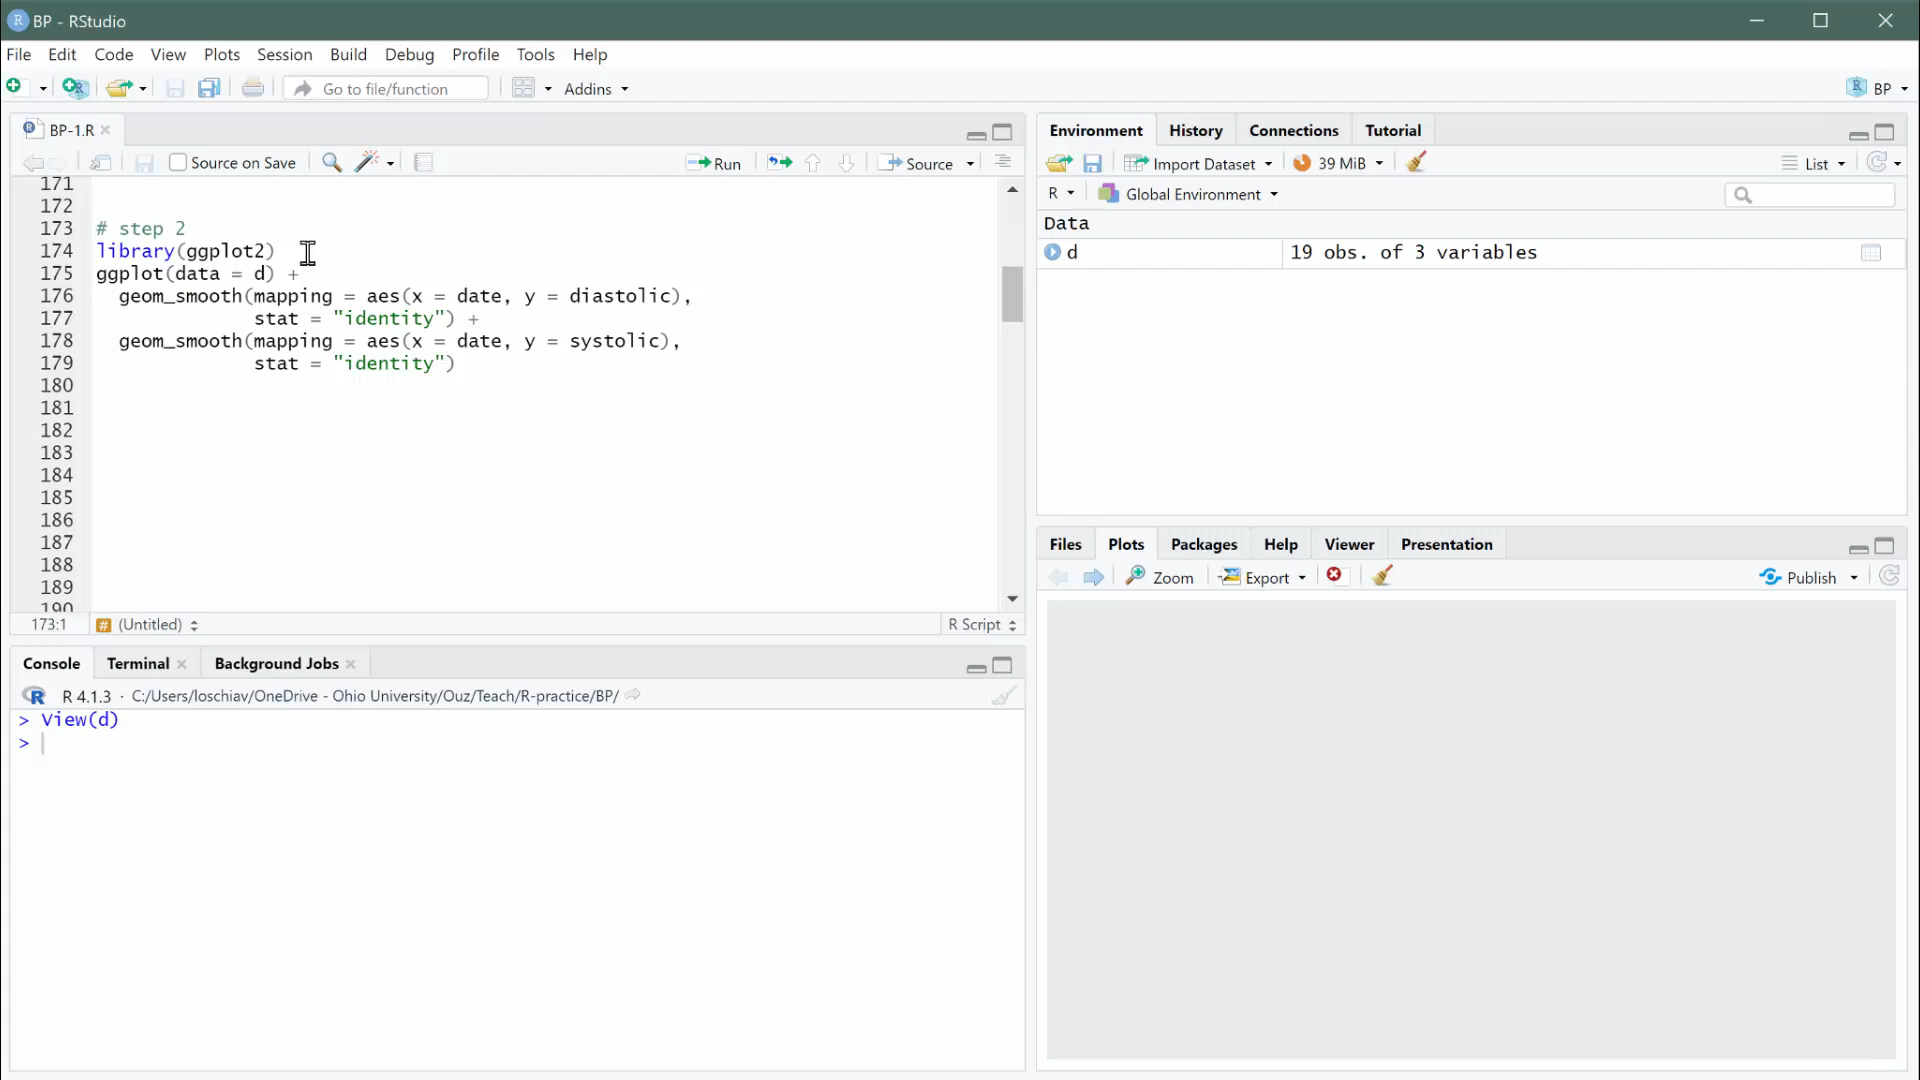 BP - RStudio
File Edit Code View Plots Session Build Debug Profile Tools Help
Go to file/function Addins BP
BP-1.R
Source on Save Run Source
171
172
173 # step 2
174 library(ggplot2)
175 ggplot(data = d) +
176 geom_smooth(mapping = aes(x = date, y = diastolic),
177 stat = "identity") +
178 geom_smooth(mapping = aes(x = date, y = systolic),
179 stat = "identity")
180
181
182
183
184
185
186
187
188
189
190
173:1 # (Untitled) R Script
Console Terminal Background Jobs
R 4.1.3 · C:/Users/loschiav/OneDrive - Ohio University/Ouz/Teach/R-practice/BP/
> View(d)
>
Environment History Connections Tutorial
Import Dataset 39 MiB List
R Global Environment
Data
d 19 obs. of 3 variables
Files Plots Packages Help Viewer Presentation
Zoom Export Publish